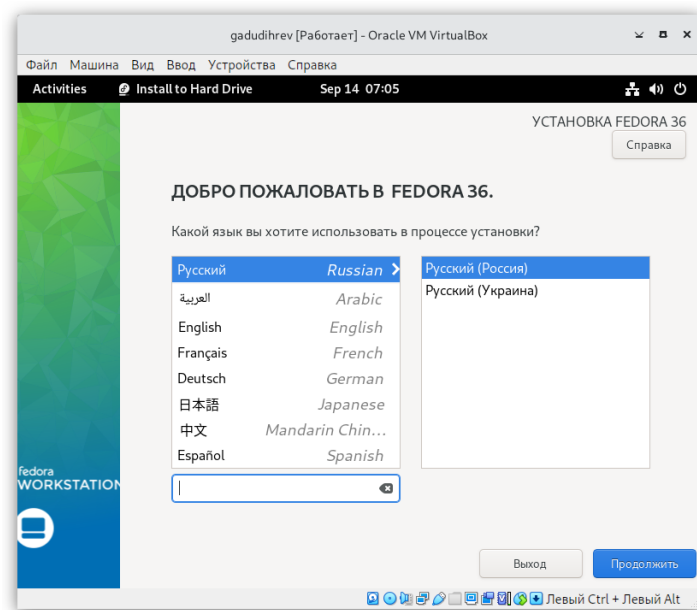 gadudihrev [Работает] - Oracle VM VirtualBox
Файл Машина Вид Ввод Устройства Справка
Activities Install to Hard Drive Sep 14 07:05
УСТАНОВКА FEDORA 36
Справка
ДОБРО ПОЖАЛОВАТЬ В FEDORA 36.
Какой язык вы хотите использовать в процессе установки?
Русский Russian
العربية Arabic
English English
Français French
Deutsch German
日本語 Japanese
中文 Mandarin Chin...
Español Spanish
Русский (Россия)
Русский (Украина)
fedora
WORKSTATION
Выход Продолжить
Левый Ctrl + Левый Alt